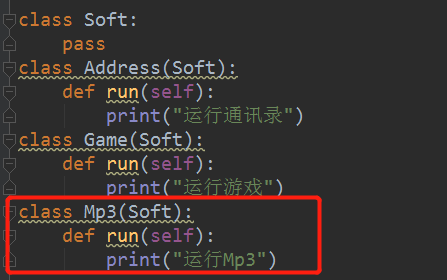 class Soft:
    pass
class Address(Soft):
    def run(self):
        print("运行通讯录")
class Game(Soft):
    def run(self):
        print("运行游戏")
class Mp3(Soft):
    def run(self):
        print("运行Mp3")